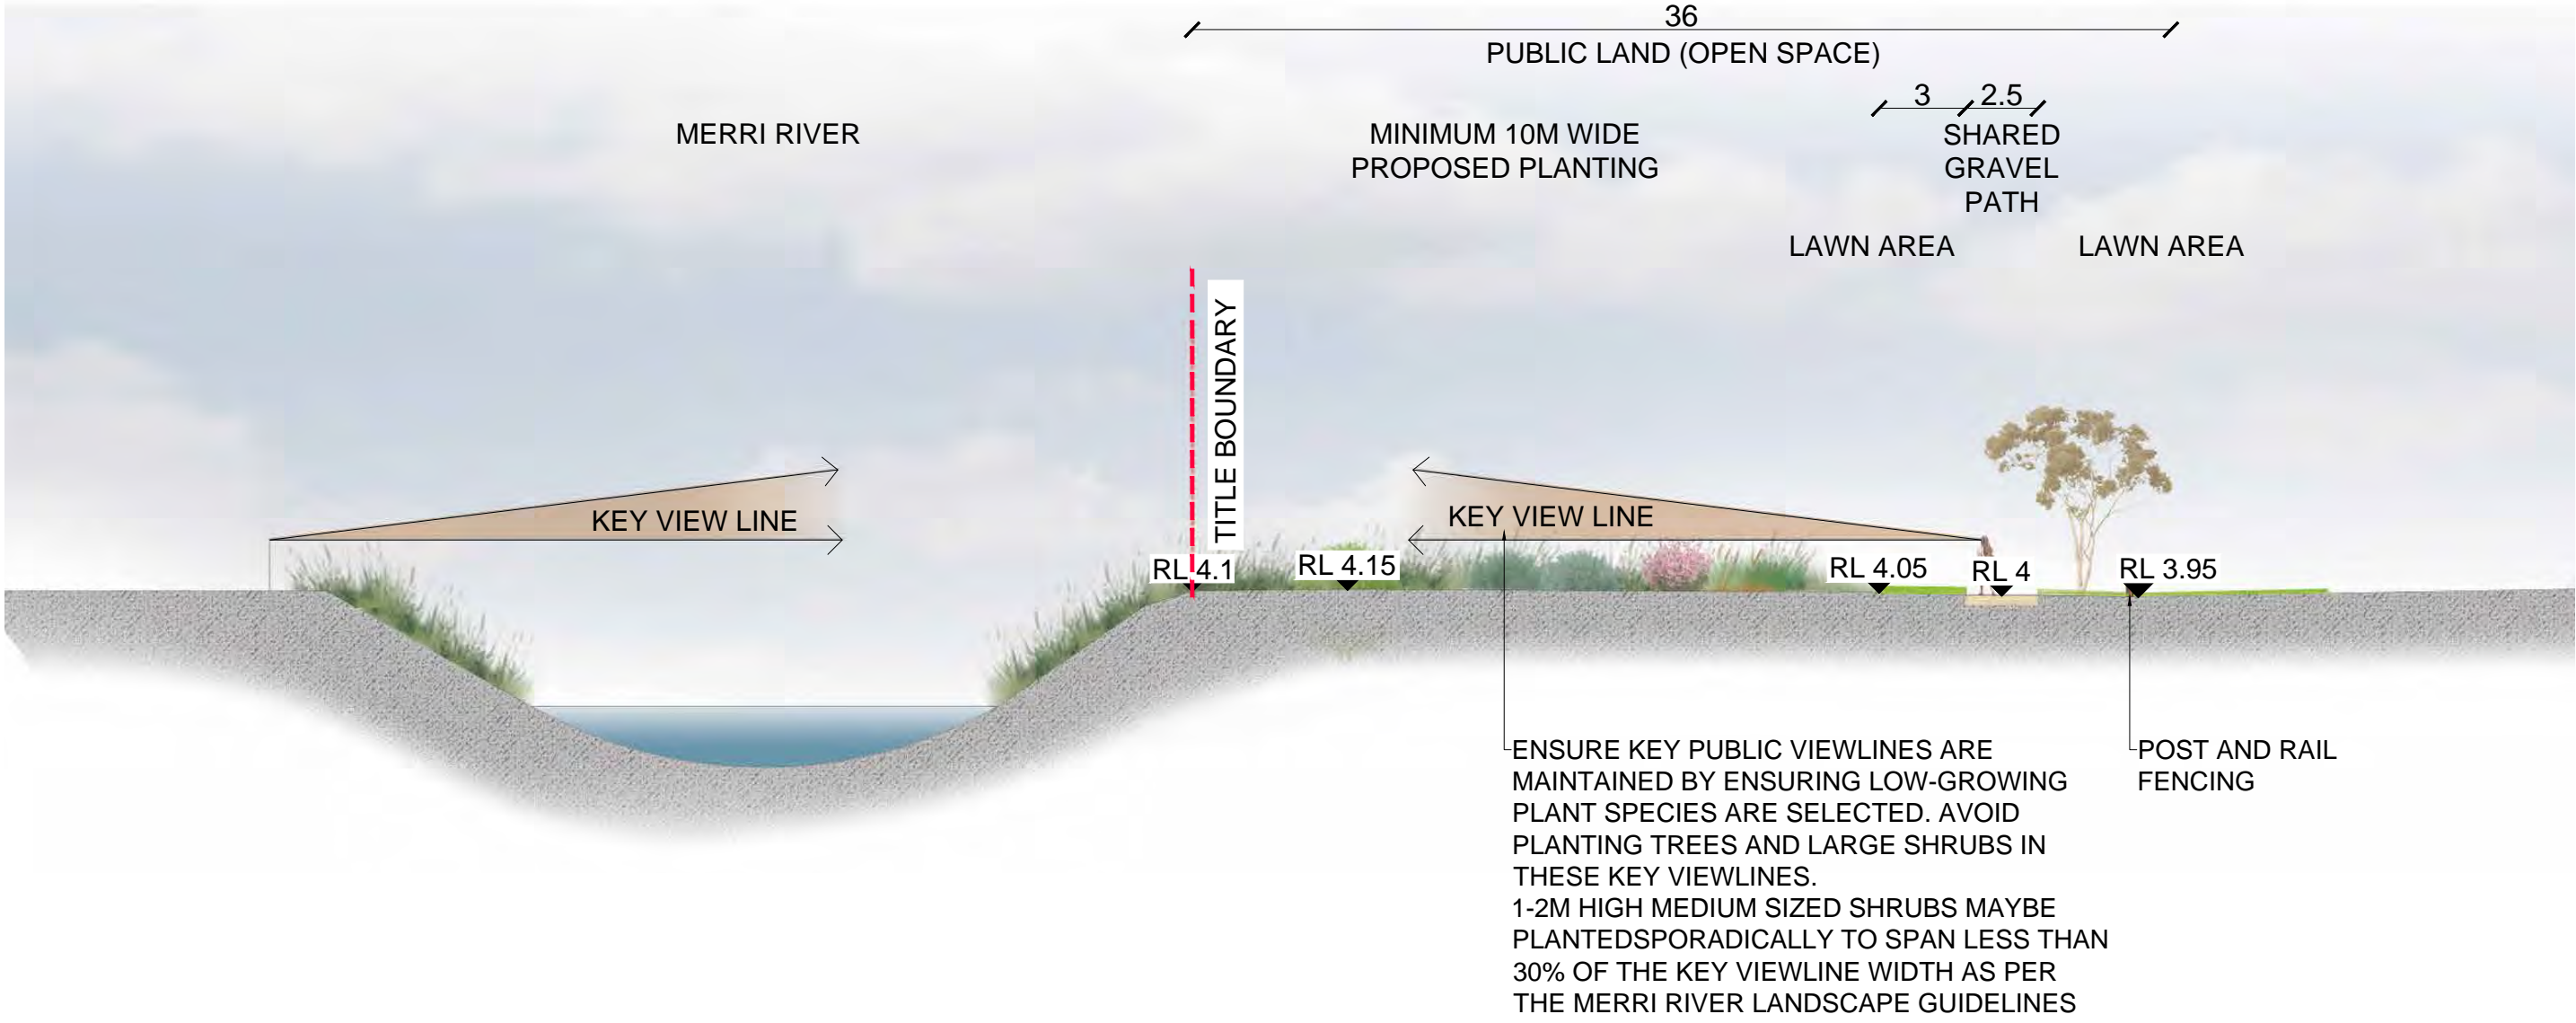 36
PUBLIC LAND (OPEN SPACE)
3
2.5
MERRI RIVER
MINIMUM 10M WIDE
PROPOSED PLANTING
SHARED
GRAVEL
PATH
LAWN AREA
LAWN AREA
TITLE BOUNDARY
KEY VIEW LINE
KEY VIEW LINE
RL 4.1
RL 4.15
RL 4.05
RL 4
RL 3.95
ENSURE KEY PUBLIC VIEWLINES ARE
MAINTAINED BY ENSURING LOW-GROWING
PLANT SPECIES ARE SELECTED. AVOID
PLANTING TREES AND LARGE SHRUBS IN
THESE KEY VIEWLINES.
1-2M HIGH MEDIUM SIZED SHRUBS MAYBE
PLANTEDSPORADICALLY TO SPAN LESS THAN
30% OF THE KEY VIEWLINE WIDTH AS PER
THE MERRI RIVER LANDSCAPE GUIDELINES
POST AND RAIL
FENCING